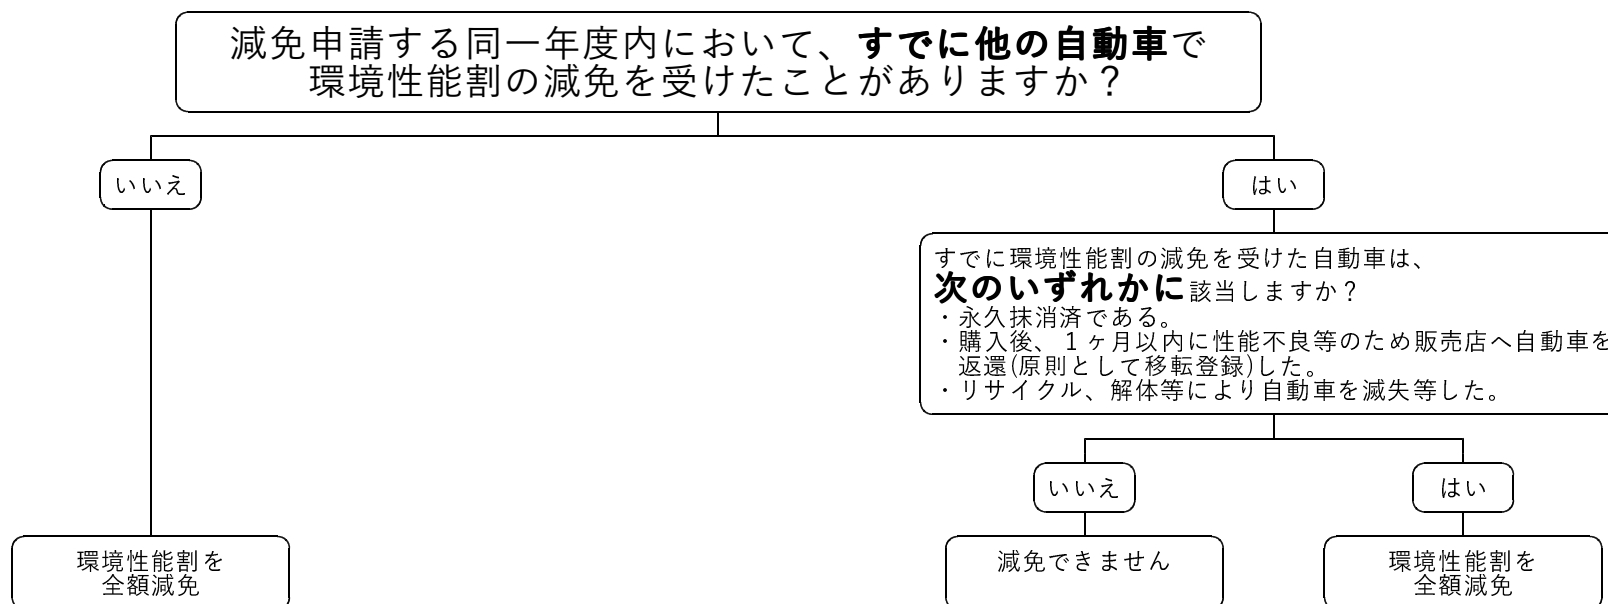 減免申請する同一年度内において、すでに他の自動車で
環境性能割の減免を受けたことがありますか？
いいえ
はい
すでに環境性能割の減免を受けた自動車は、
次のいずれかに該当しますか？
・永久抹消済である。
・購入後、１ヶ月以内に性能不良等のため販売店へ自動車を
返還(原則として移転登録)した。
・リサイクル、解体等により自動車を滅失等した。
いいえ
はい
環境性能割を
全額減免
減免できません
環境性能割を
全額減免